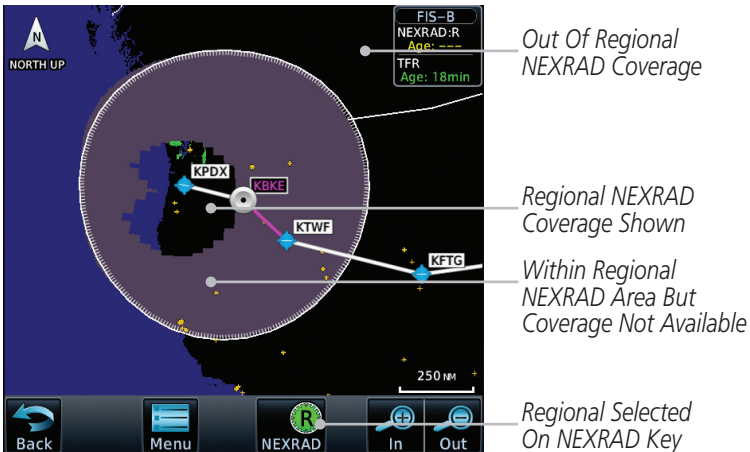 N
NORTH UP
FIS-B
NEXRAD:R
Age: ---
TFR
Age: 18min
Out Of Regional
NEXRAD Coverage
KPDX
KBKE
KTWF
KFTG
Regional NEXRAD
Coverage Shown
Within Regional
NEXRAD Area But
Coverage Not Available
250 NM
Back
Menu
R
NEXRAD
In
Out
Regional Selected
On NEXRAD Key